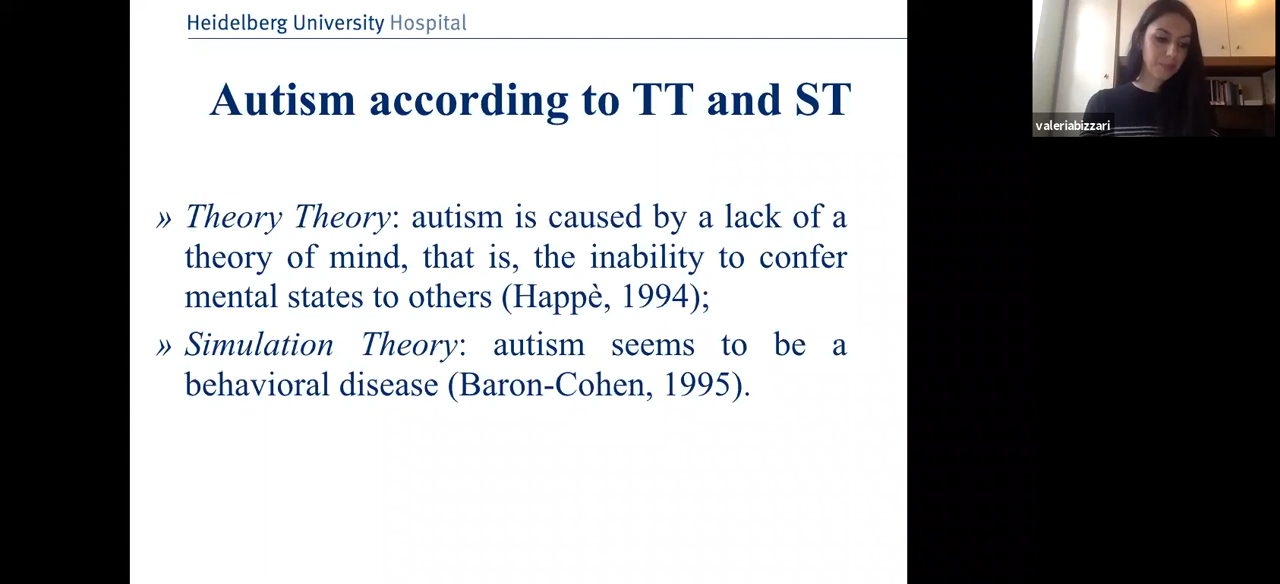 Heidelberg University Hospital
Autism according to TT and ST
» Theory Theory: autism is caused by a lack of a
theory of mind, that is, the inability to confer
mental states to others (Happè, 1994);
» Simulation Theory: autism seems to be a
behavioral disease (Baron-Cohen, 1995).
valeriabizzari